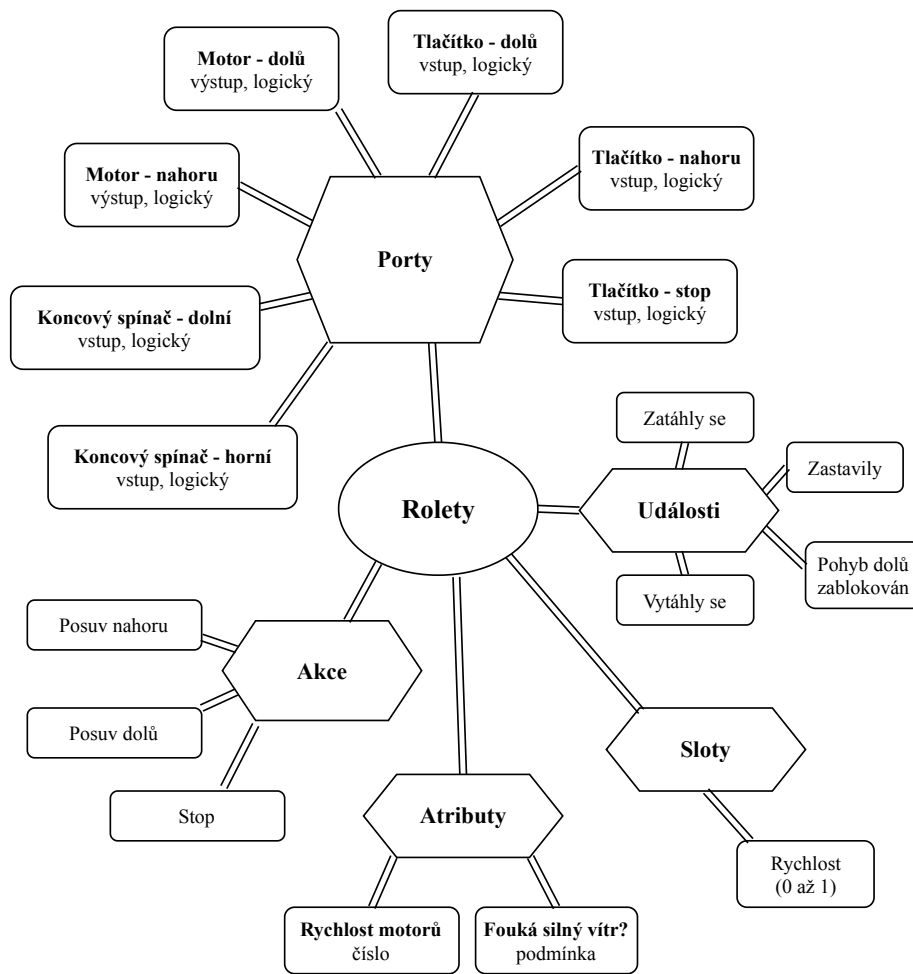 Motor - dolů
výstup, logický
Tlačítko - dolů
vstup, logický
Motor - nahoru
výstup, logický
Tlačítko - nahoru
vstup, logický
Porty
Koncový spínač - dolní
vstup, logický
Tlačítko - stop
vstup, logický
Koncový spínač - horní
vstup, logický
Zatáhly se
Zastavily
Rolety
Události
Pohyb dolů
zablokován
Vytáhly se
Posuv nahoru
Akce
Posuv dolů
Stop
Sloty
Atributy
Rychlost
(0 až 1)
Rychlost motorů
číslo
Fouká silný vítr?
podmínka